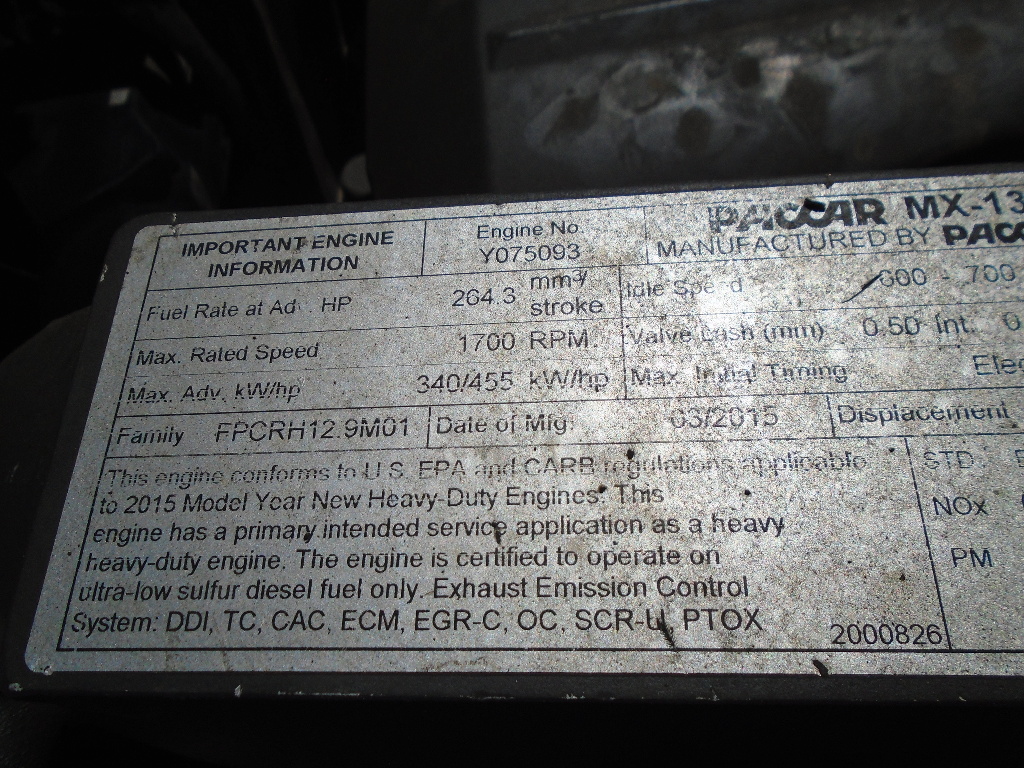 IMPORTANT ENGINE
INFORMATION
Engine No
Y075093
PACCAR MX-13
MANUFACTURED BY PACC
Fuel Rate at Ad . HP 264.3 mm3/
stroke
Idle Speed 600 - 700
Max. Rated Speed 1700 RPM
Valve Lash (mm) 0.50 Int. 0
Max. Adv. kW/hp 340/455 kW/hp
Max. Initial Timing Elec
Family FPCRH12.9M01
Date of Mfg. 03/2015
Displacement
This engine conforms to U.S. EPA and CARB regulations applicable
to 2015 Model Year New Heavy-Duty Engines. This
engine has a primary intended service application as a heavy
heavy-duty engine. The engine is certified to operate on
ultra-low sulfur diesel fuel only. Exhaust Emission Control
System: DDI, TC, CAC, ECM, EGR-C, OC, SCR-U, PTOX
STD
NOx
PM
2000826